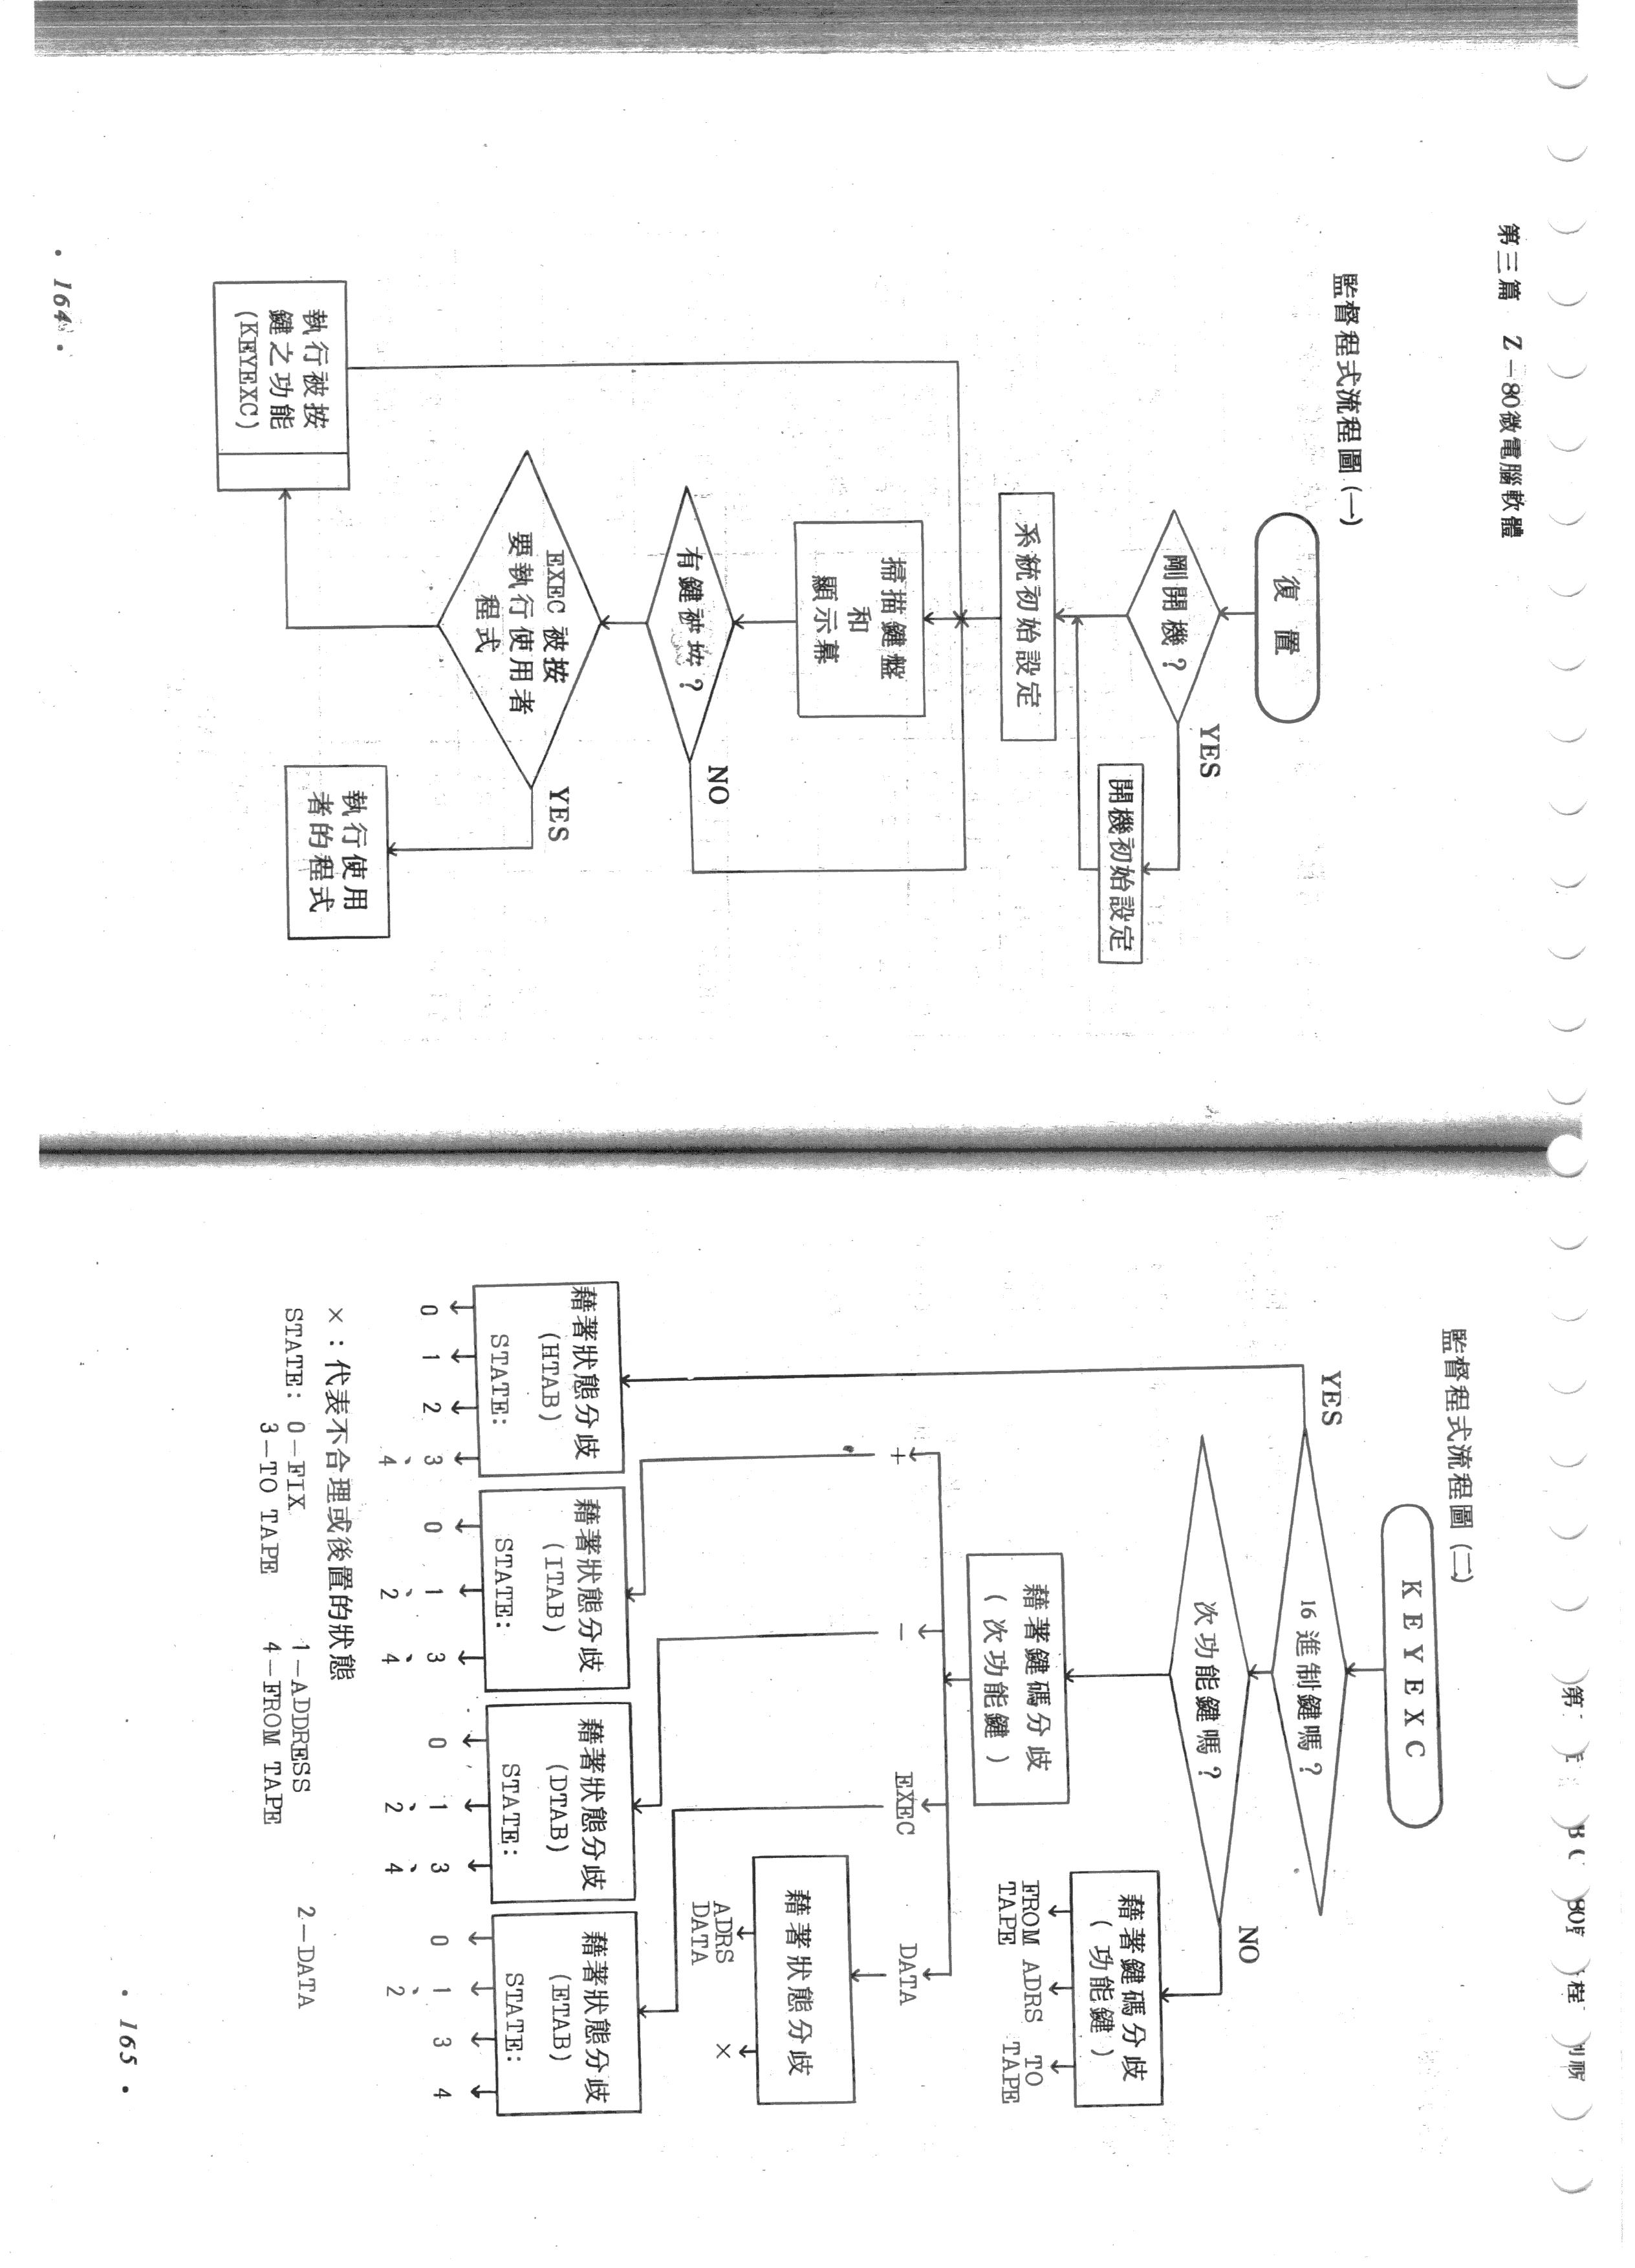 第三篇 Z－80微電腦軟體
監督程式流程圖(一)
復置
剛開機？
YES
開機初始設定
系統初始設定
掃描鍵盤
和
顯示幕
有鍵被按？
NO
EXEC 被按
要執行使用者
程式
YES
執行使用
者的程式
執行被按
鍵之功能
(KEYEXC)
• 164 •
監督程式流程圖(二)
KEYEXC
16進制鍵嗎？
YES
次功能鍵嗎？
NO
藉著鍵碼分歧
(功能鍵)
FROM TAPE
ADRS
TO TAPE
藉著鍵碼分歧
(次功能鍵)
+
－
EXEC
DATA
藉著狀態分歧
ADRS
DATA
×
藉著狀態分歧
(HTAB)
STATE:
0 1 2 3、4
藉著狀態分歧
(ITAB)
STATE:
0 1、2 3、4
藉著狀態分歧
(DTAB)
STATE:
0 1、2 3、4
藉著狀態分歧
(ETAB)
STATE:
0 1、2 3 4
×：代表不合理或後置的狀態
STATE: 0－FIX 1－ADDRESS 2－DATA
3－TO TAPE 4－FROM TAPE
• 165 •